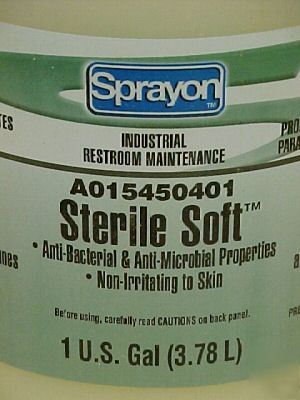 Sprayon™
INDUSTRIAL
RESTROOM MAINTENANCE
A015450401
Sterile Soft™
• Anti-Bacterial & Anti-Microbial Properties
• Non-Irritating to Skin
Before using, carefully read CAUTIONS on back panel.
1 U.S. Gal (3.78 L)